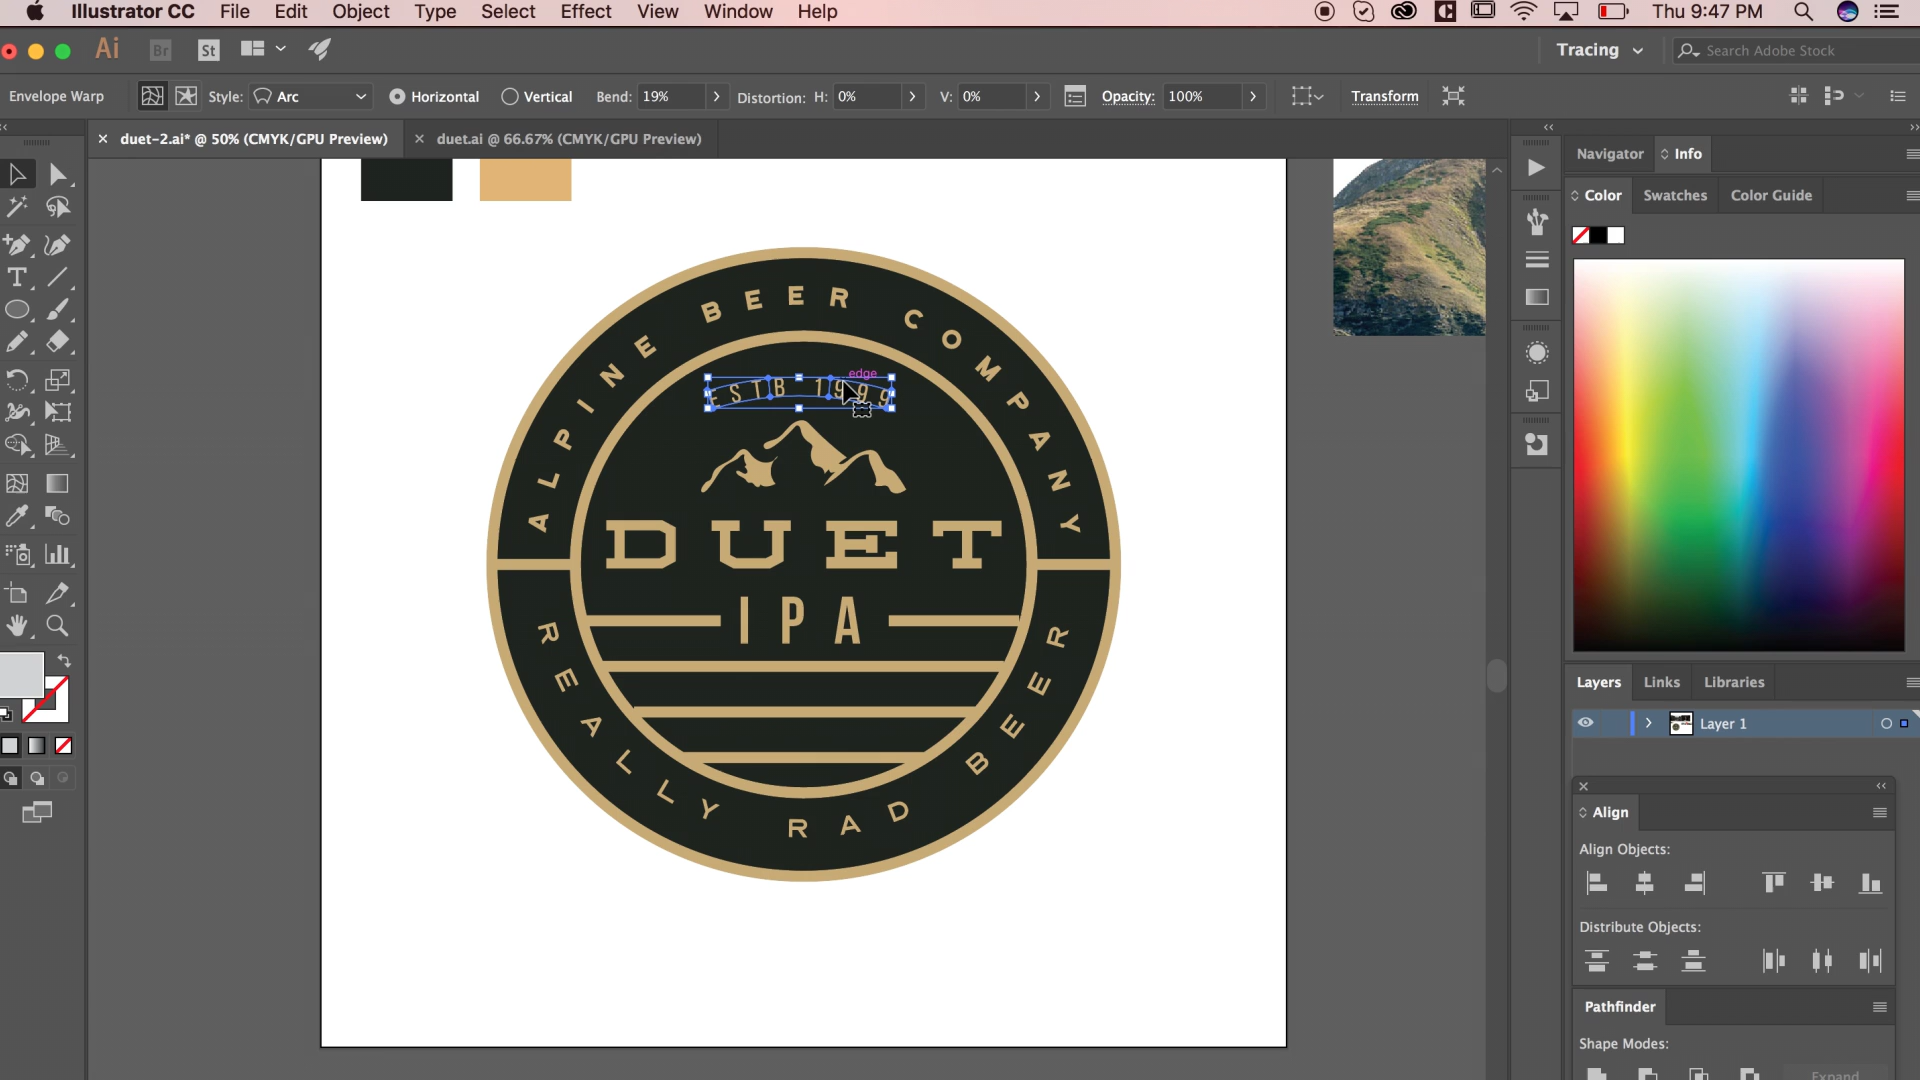 Illustrator CC File Edit Object Type Select Effect View Window Help Thu 9:47 PM
Ai Br St Tracing Search Adobe Stock
Envelope Warp Style: Arc Horizontal Vertical Bend: 19% Distortion: H: 0% V: 0% Opacity: 100% Transform
duet-2.ai* @ 50% (CMYK/GPU Preview) duet.ai @ 66.67% (CMYK/GPU Preview)
Navigator Info
Color Swatches Color Guide
ALPINE BEER COMPANY
edge
ESTB 1999
DUET
IPA
REALLY RAD BEER
Layers Links Libraries
Layer 1
Align
Align Objects:
Distribute Objects:
Pathfinder
Shape Modes:
Expand